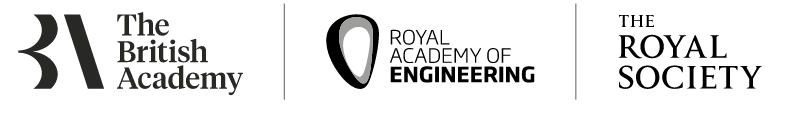 The
British
Academy
ROYAL
ACADEMY OF
ENGINEERING
THE
ROYAL
SOCIETY